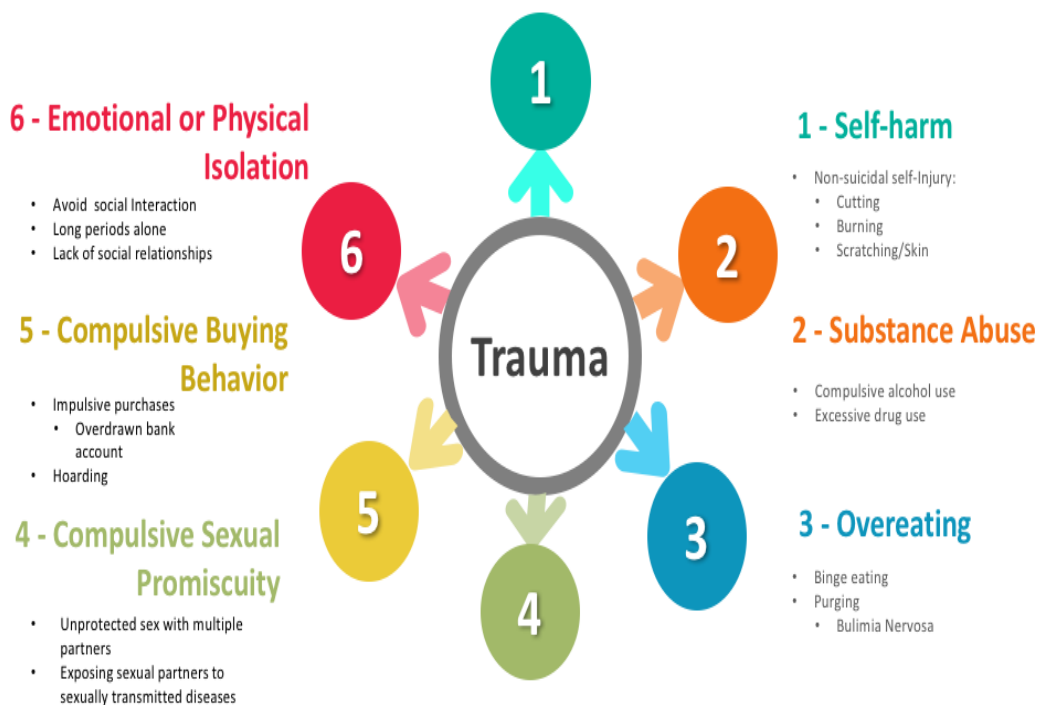 1
6 - Emotional or Physical
Isolation
• Avoid social Interaction
• Long periods alone
• Lack of social relationships
1 - Self-harm
• Non-suicidal self-Injury:
• Cutting
• Burning
• Scratching/Skin
6
2
Trauma
5 - Compulsive Buying
Behavior
• Impulsive purchases
• Overdrawn bank
account
• Hoarding
2 - Substance Abuse
• Compulsive alcohol use
• Excessive drug use
5
3
4 - Compulsive Sexual
Promiscuity
• Unprotected sex with multiple
partners
• Exposing sexual partners to
sexually transmitted diseases
4
3 - Overeating
• Binge eating
• Purging
• Bulimia Nervosa